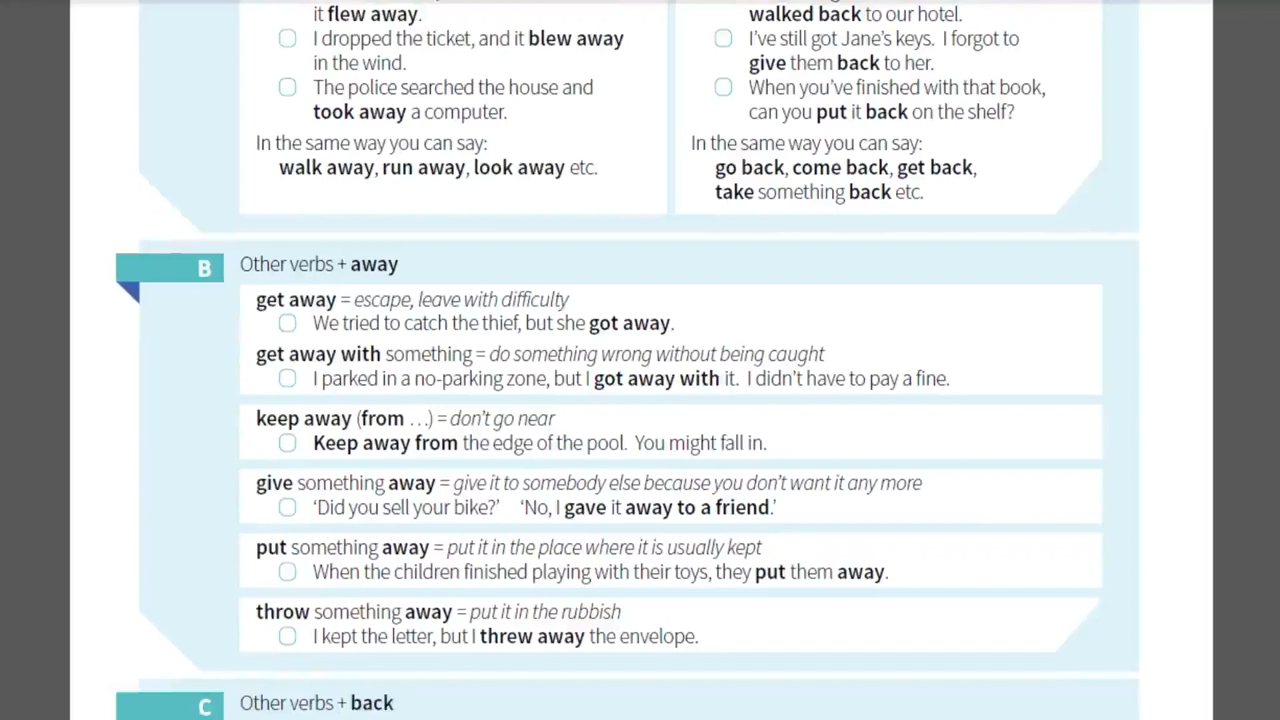 it flew away.
I dropped the ticket, and it blew away
in the wind.
The police searched the house and
took away a computer.
In the same way you can say:
walk away, run away, look away etc.
walked back to our hotel.
I've still got Jane's keys. I forgot to
give them back to her.
When you've finished with that book,
can you put it back on the shelf?
In the same way you can say:
go back, come back, get back,
take something back etc.
B Other verbs + away
get away = escape, leave with difficulty
We tried to catch the thief, but she got away.
get away with something = do something wrong without being caught
I parked in a no-parking zone, but I got away with it. I didn't have to pay a fine.
keep away (from …) = don't go near
Keep away from the edge of the pool. You might fall in.
give something away = give it to somebody else because you don't want it any more
‘Did you sell your bike?’ ‘No, I gave it away to a friend.’
put something away = put it in the place where it is usually kept
When the children finished playing with their toys, they put them away.
throw something away = put it in the rubbish
I kept the letter, but I threw away the envelope.
C Other verbs + back